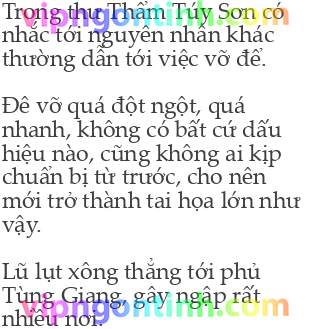 vipngontinh.com
Trong thư Thẩm Túy Sơn có
nhắc tới nguyên nhân khác
thường dẫn tới việc vỡ đê.
Đê vỡ quá đột ngột, quá
nhanh, không có bất cứ dấu
hiệu nào, cũng không ai kịp
chuẩn bị từ trước, cho nên
mới trở thành tai họa lớn như
vậy.
Lũ lụt xông thẳng tới phủ
Tùng Giang, gây ngập rất
vipngontinh.com
nhiều nơi.